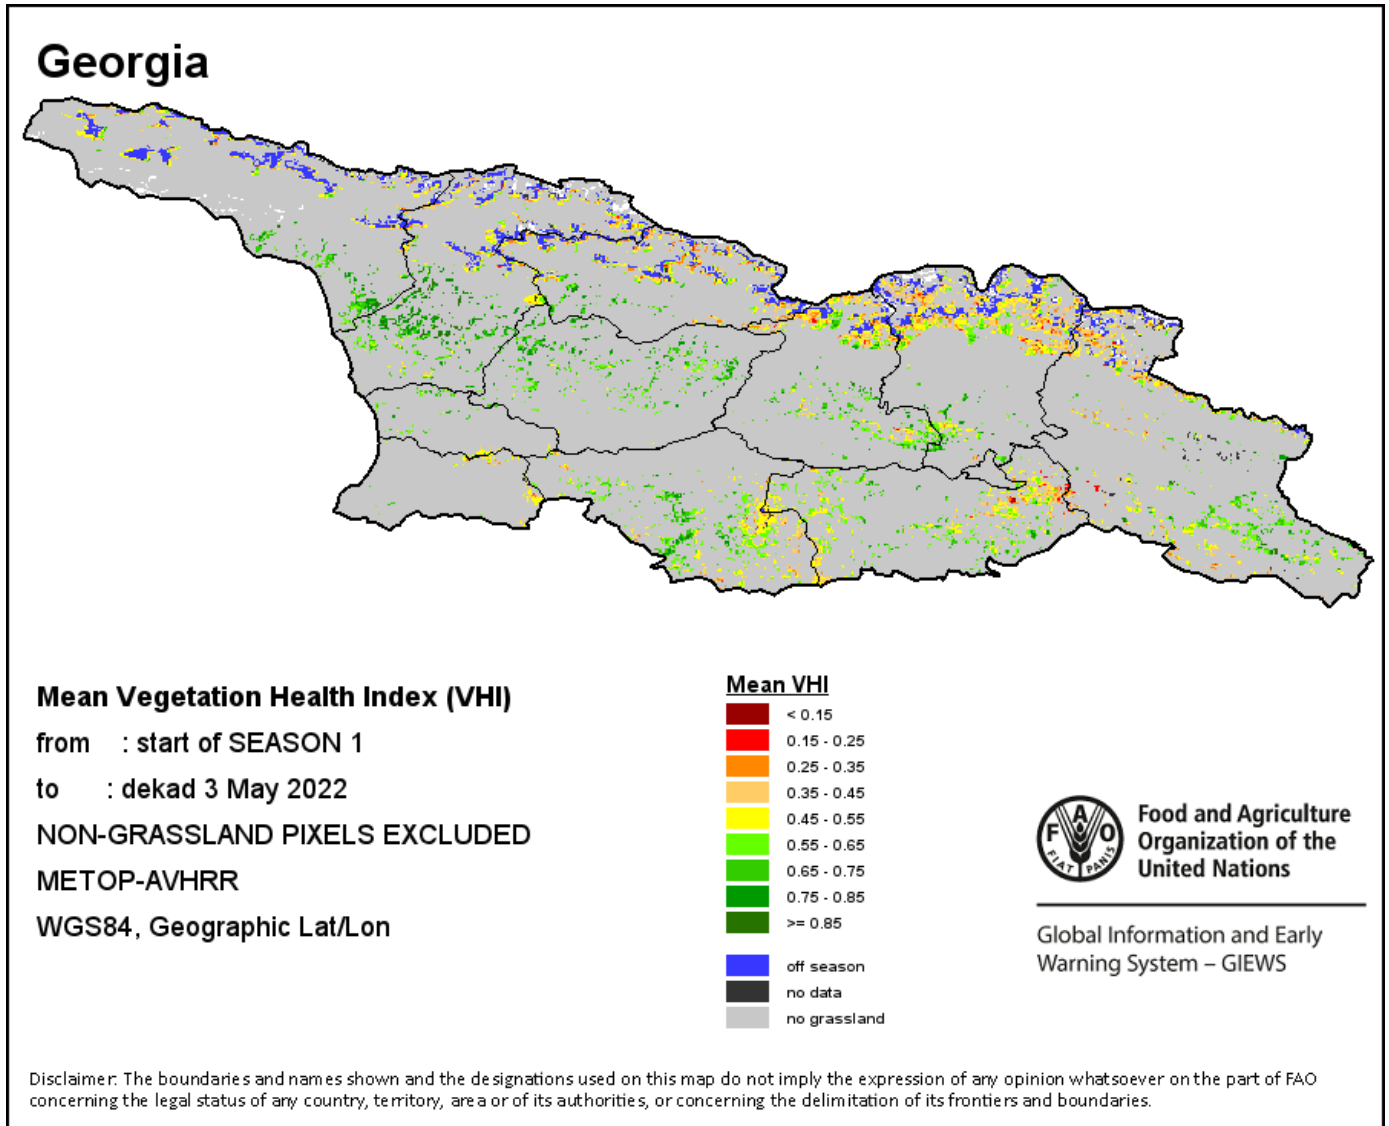 Georgia
Mean Vegetation Health Index (VHI)
from : start of SEASON 1
to : dekad 3 May 2022
NON-GRASSLAND PIXELS EXCLUDED
METOP-AVHRR
WGS84, Geographic Lat/Lon
Mean VHI
< 0.15
0.15 - 0.25
0.25 - 0.35
0.35 - 0.45
0.45 - 0.55
0.55 - 0.65
0.65 - 0.75
0.75 - 0.85
>= 0.85
off season
no data
no grassland
F A O
FIAT PANIS
Food and Agriculture
Organization of the
United Nations
Global Information and Early
Warning System – GIEWS
Disclaimer: The boundaries and names shown and the designations used on this map do not imply the expression of any opinion whatsoever on the part of FAO
concerning the legal status of any country, territory, area or of its authorities, or concerning the delimitation of its frontiers and boundaries.